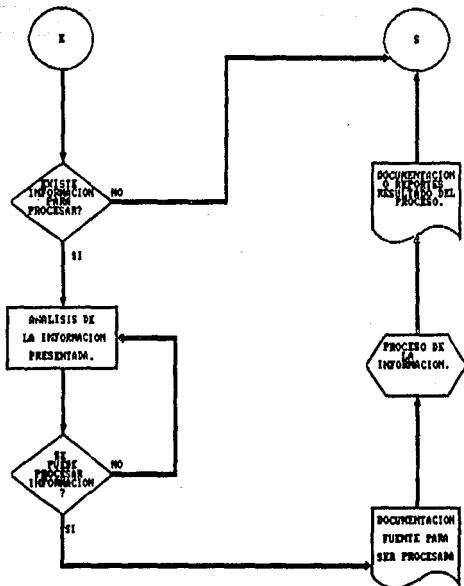 E
S
EXISTE
INFORMACION
PARA
PROCESAR?
NO
SI
ANALISIS DE
LA INFORMACION
PRESENTADA.
SE
PUEDE
PROCESAR
INFORMACION
?
NO
SI
DOCUMENTACION
O REPORTES
RESULTADO DEL
PROCESO.
PROCESO DE
LA
INFORMACION.
DOCUMENTACION
FUENTE PARA
SER PROCESADA